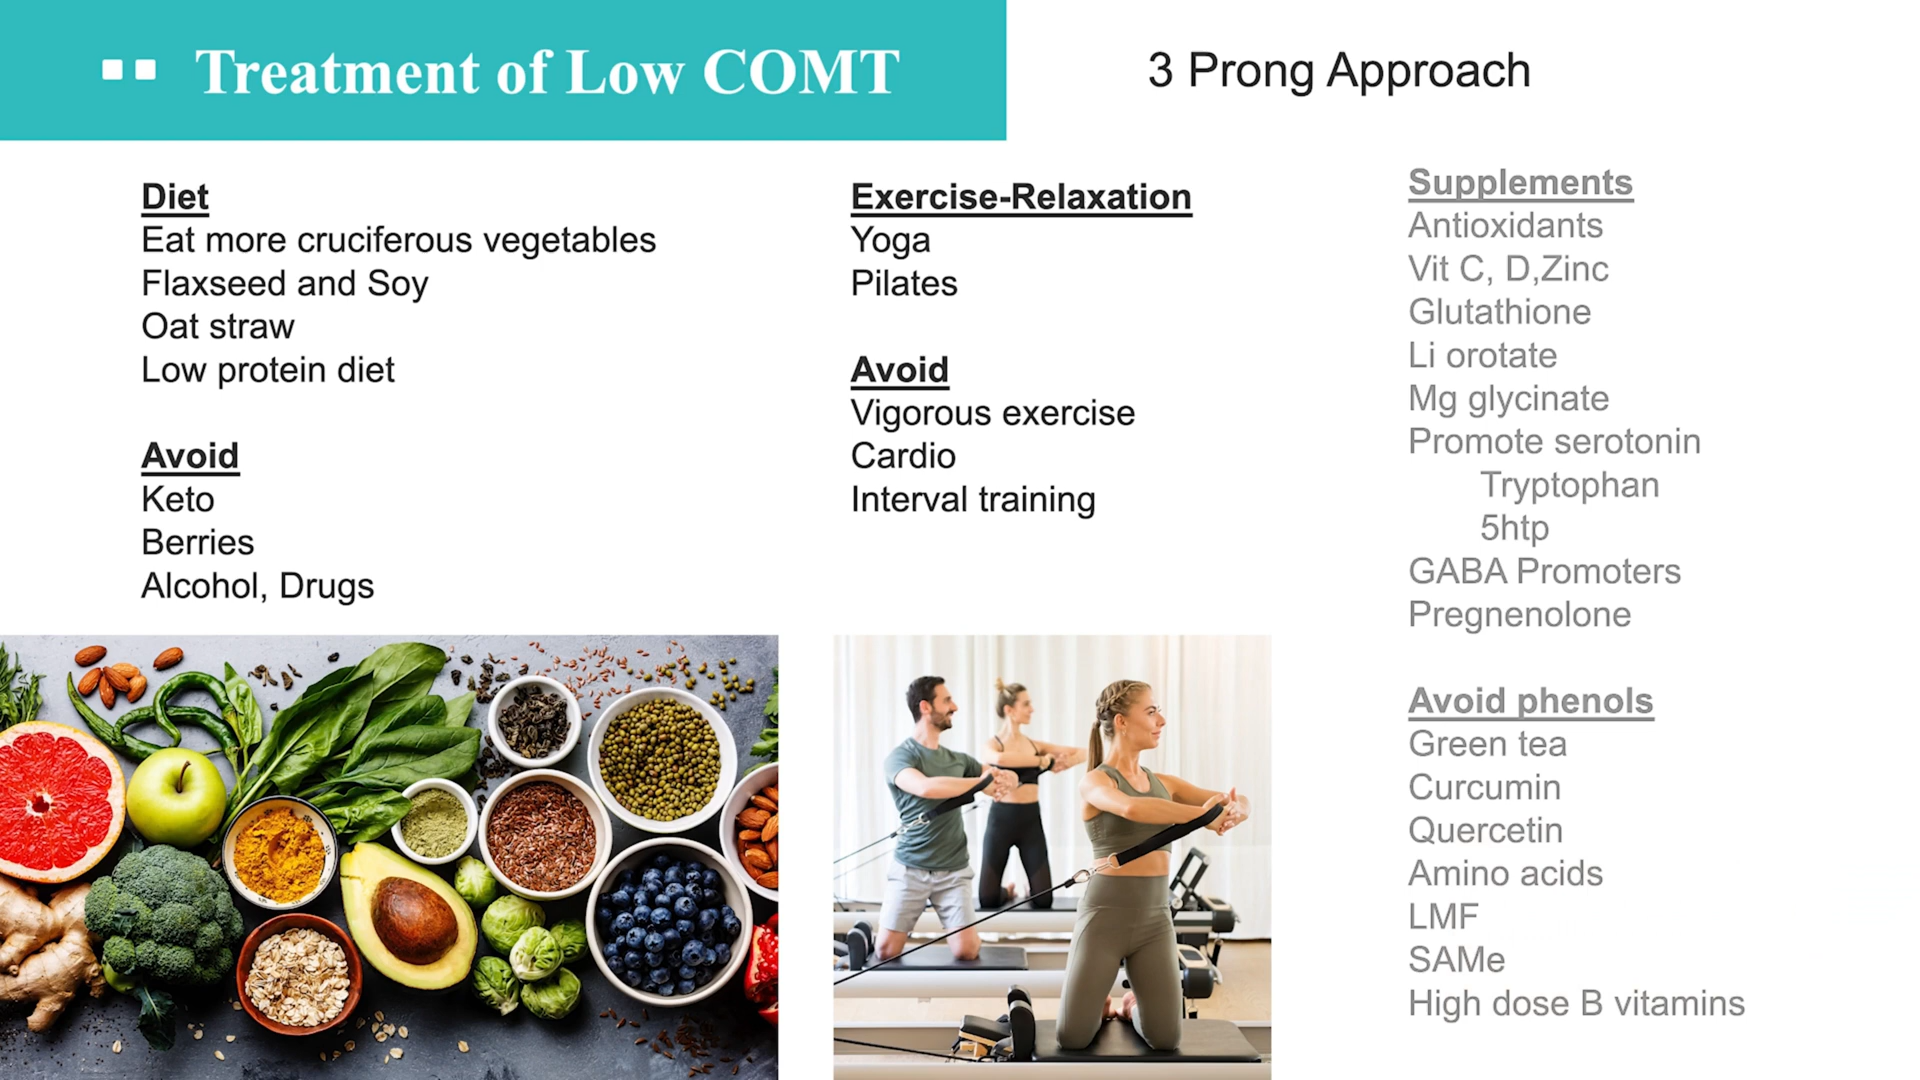 Treatment of Low COMT
3 Prong Approach
Diet
Eat more cruciferous vegetables
Flaxseed and Soy
Oat straw
Low protein diet
Avoid
Keto
Berries
Alcohol, Drugs
Exercise-Relaxation
Yoga
Pilates
Avoid
Vigorous exercise
Cardio
Interval training
Supplements
Antioxidants
Vit C, D,Zinc
Glutathione
Li orotate
Mg glycinate
Promote serotonin
Tryptophan
5htp
GABA Promoters
Pregnenolone
Avoid phenols
Green tea
Curcumin
Quercetin
Amino acids
LMF
SAMe
High dose B vitamins